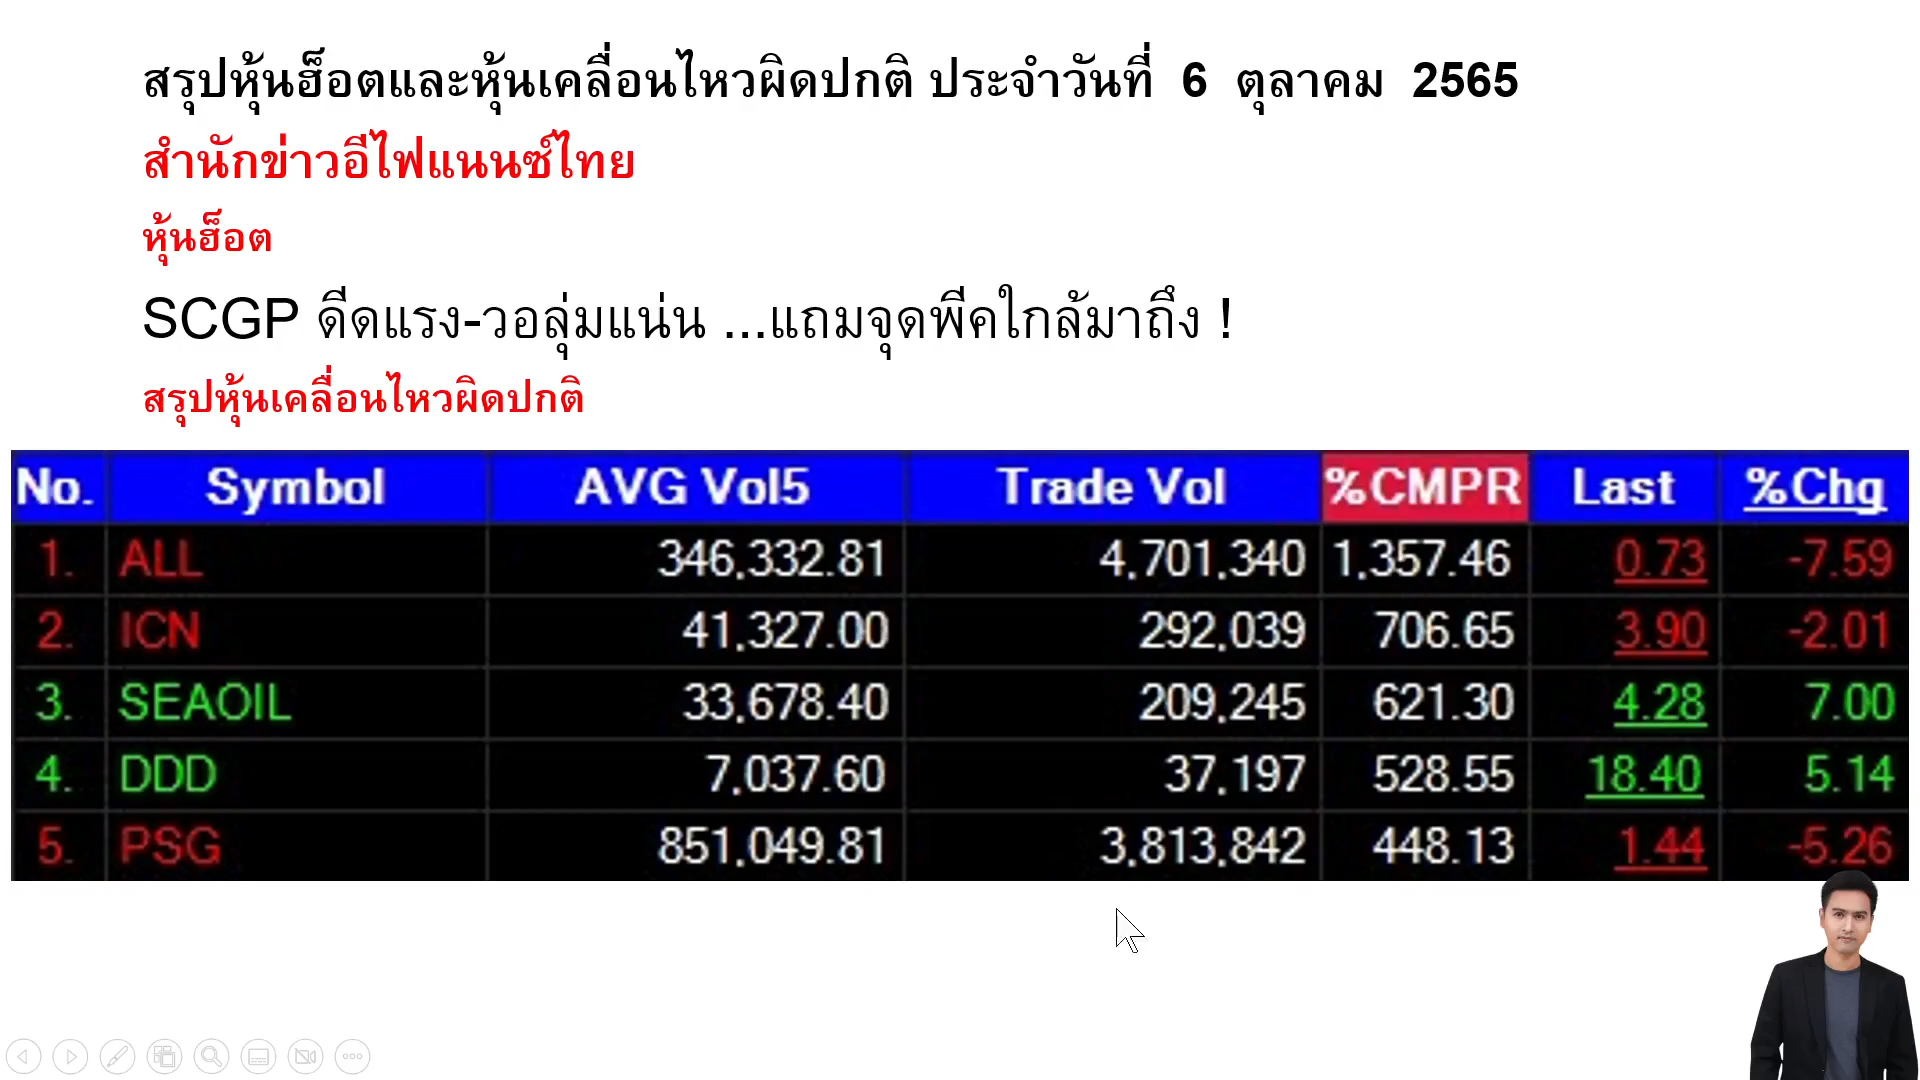 สรุปหุ้นฮ็อตและหุ้นเคลื่อนไหวผิดปกติ ประจำวันที่ 6 ตุลาคม 2565
สำนักข่าวอีไฟแนนซ์ไทย
หุ้นฮ็อต
SCGP ดีดแรง-วอลุ่มแน่น ...แถมจุดพีคใกล้มาถึง !
สรุปหุ้นเคลื่อนไหวผิดปกติ
No. Symbol AVG Vol5 Trade Vol %CMPR Last %Chg
1. ALL 346,332.81 4,701,340 1,357.46 0.73 -7.59
2. ICN 41,327.00 292,039 706.65 3.90 -2.01
3. SEAOIL 33,678.40 209,245 621.30 4.28 7.00
4. DDD 7,037.60 37,197 528.55 18.40 5.14
5. PSG 851,049.81 3,813,842 448.13 1.44 -5.26